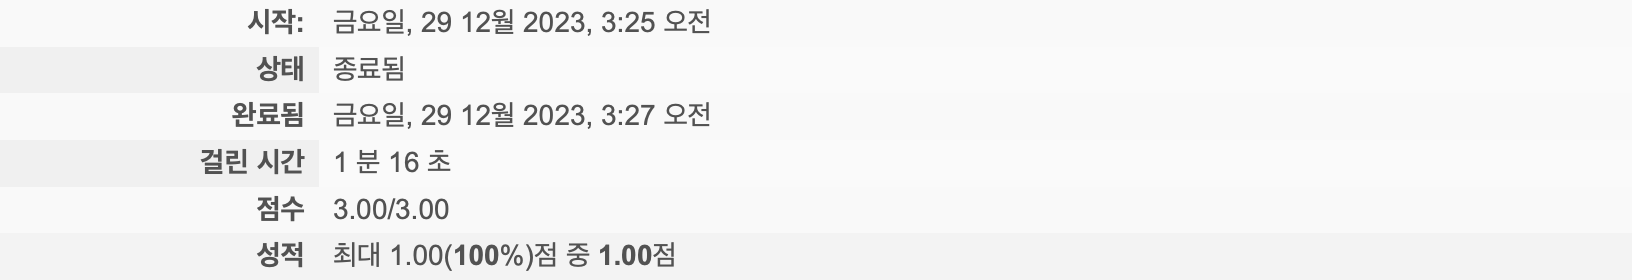 시작: 금요일, 29 12월 2023, 3:25 오전
상태 종료됨
완료됨 금요일, 29 12월 2023, 3:27 오전
걸린 시간 1 분 16 초
점수 3.00/3.00
성적 최대 1.00(100%)점 중 1.00점